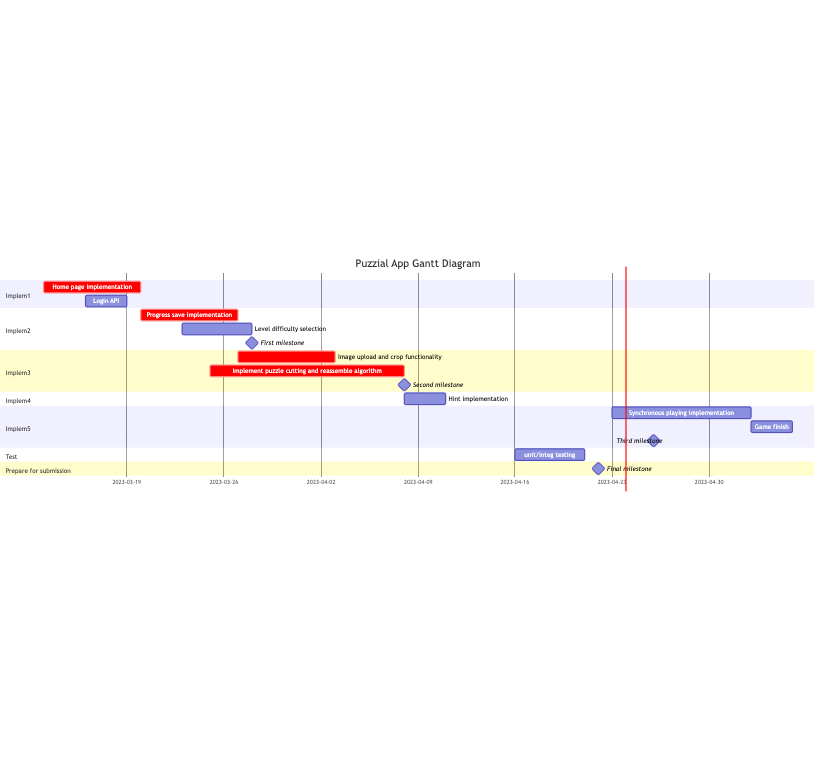 Puzzial App Gantt Diagram
Home page implementation
Login API
Implem1
Progress save implementation
Level difficulty selection
First milestone
Implem2
Image upload and crop functionality
Implement puzzle cutting and reassemble algorithm
Second milestone
Implem3
Hint implementation
Implem4
Synchronous playing implementation
Game finish
Third milestone
Implem5
unit/integ testing
Test
Final milestone
Prepare for submission
2023-03-19 2023-03-26 2023-04-02 2023-04-09 2023-04-16 2023-04-23 2023-04-30